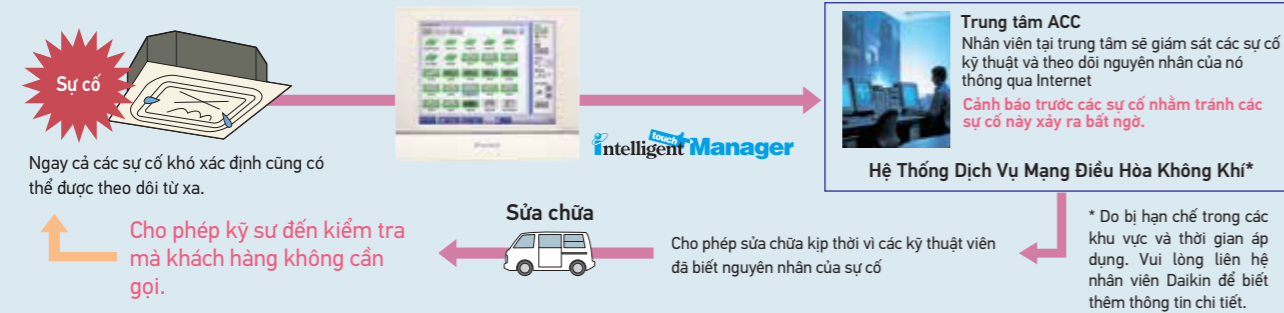 Sự cố
Ngay cả các sự cố khó xác định cũng có
thể được theo dõi từ xa.
intelligent touch Manager
Trung tâm ACC
Nhân viên tại trung tâm sẽ giám sát các sự cố
kỹ thuật và theo dõi nguyên nhân của nó
thông qua Internet
Cảnh báo trước các sự cố nhằm tránh các
sự cố này xảy ra bất ngờ.
Hệ Thống Dịch Vụ Mạng Điều Hòa Không Khí*
* Do bị hạn chế trong các
khu vực và thời gian áp
dụng. Vui lòng liên hệ
nhân viên Daikin để biết
thêm thông tin chi tiết.
Sửa chữa
Cho phép sửa chữa kịp thời vì các kỹ thuật viên
đã biết nguyên nhân của sự cố
Cho phép kỹ sư đến kiểm tra
mà khách hàng không cần
gọi.